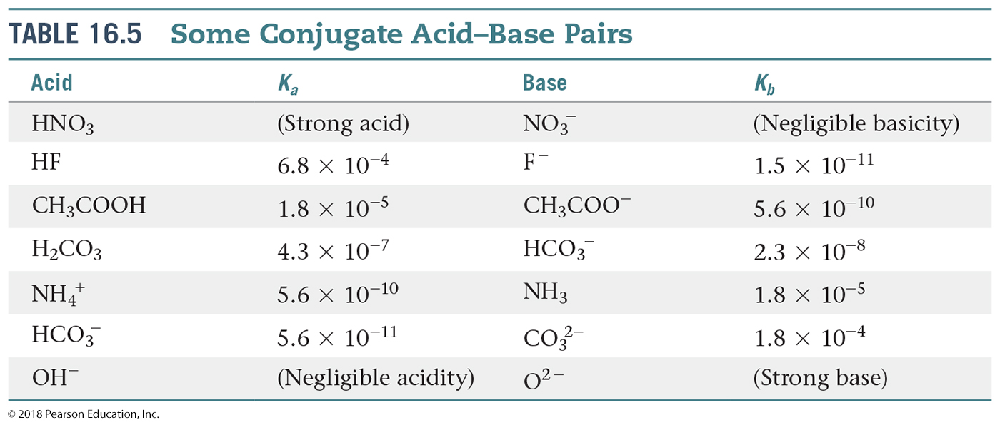 TABLE 16.5 Some Conjugate Acid–Base Pairs
Acid Kₐ Base K_b
HNO₃ (Strong acid) NO₃⁻ (Negligible basicity)
HF 6.8 × 10⁻⁴ F⁻ 1.5 × 10⁻¹¹
CH₃COOH 1.8 × 10⁻⁵ CH₃COO⁻ 5.6 × 10⁻¹⁰
H₂CO₃ 4.3 × 10⁻⁷ HCO₃⁻ 2.3 × 10⁻⁸
NH₄⁺ 5.6 × 10⁻¹⁰ NH₃ 1.8 × 10⁻⁵
HCO₃⁻ 5.6 × 10⁻¹¹ CO₃²⁻ 1.8 × 10⁻⁴
OH⁻ (Negligible acidity) O²⁻ (Strong base)
© 2018 Pearson Education, Inc.